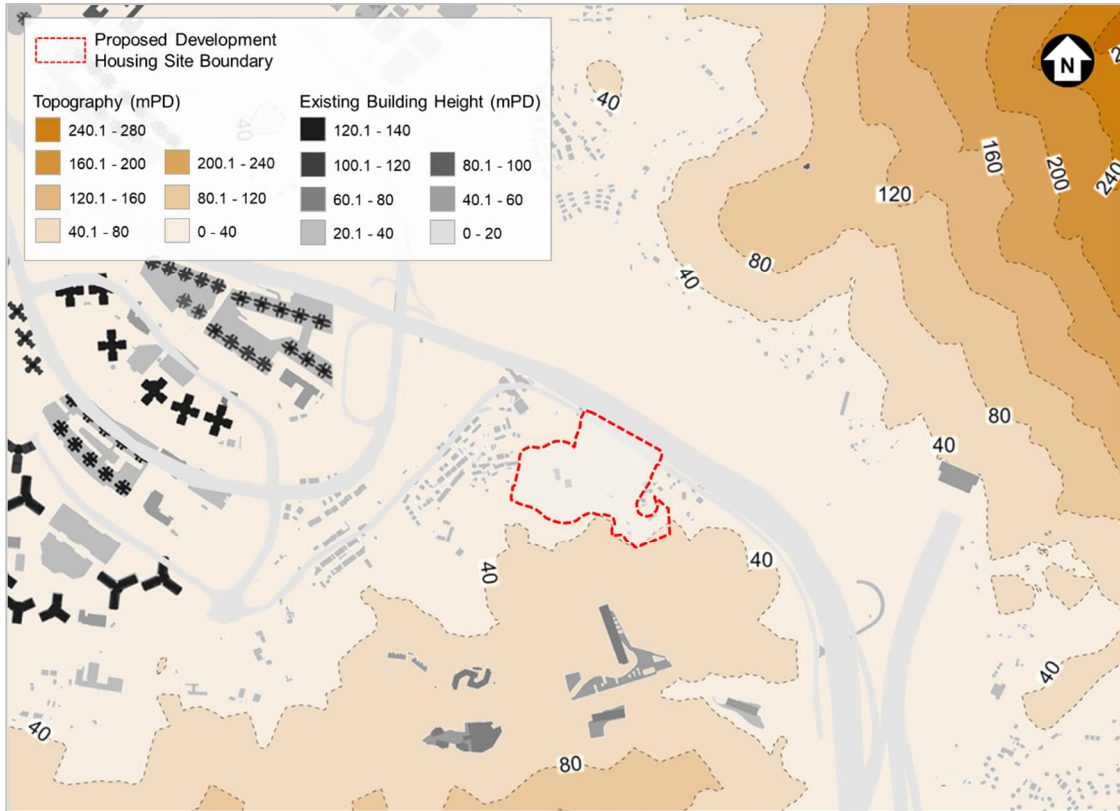 Proposed Development
Housing Site Boundary
Topography (mPD)
Existing Building Height (mPD)
240.1 - 280
120.1 - 140
160.1 - 200
200.1 - 240
100.1 - 120
80.1 - 100
120.1 - 160
80.1 - 120
60.1 - 80
40.1 - 60
40.1 - 80
0 - 40
20.1 - 40
0 - 20
N
40
40
160
200
240
120
80
40
80
40
40
40
40
40
80